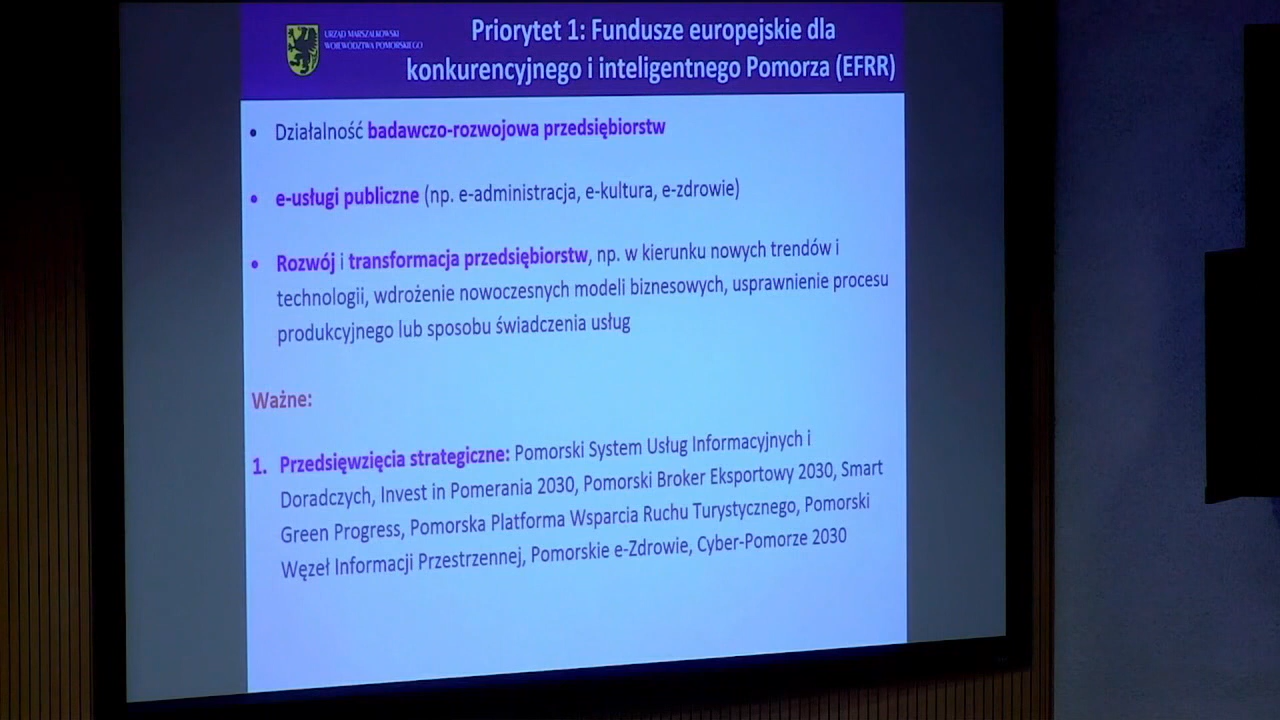 URZĄD MARSZAŁKOWSKI
WOJEWÓDZTWA POMORSKIEGO
Priorytet 1: Fundusze europejskie dla
konkurencyjnego i inteligentnego Pomorza (EFRR)
• Działalność badawczo-rozwojowa przedsiębiorstw
• e-usługi publiczne (np. e-administracja, e-kultura, e-zdrowie)
• Rozwój i transformacja przedsiębiorstw, np. w kierunku nowych trendów i
technologii, wdrożenie nowoczesnych modeli biznesowych, usprawnienie procesu
produkcyjnego lub sposobu świadczenia usług
Ważne:
1. Przedsięwzięcia strategiczne: Pomorski System Usług Informacyjnych i
Doradczych, Invest in Pomerania 2030, Pomorski Broker Eksportowy 2030, Smart
Green Progress, Pomorska Platforma Wsparcia Ruchu Turystycznego, Pomorski
Węzeł Informacji Przestrzennej, Pomorskie e-Zdrowie, Cyber-Pomorze 2030